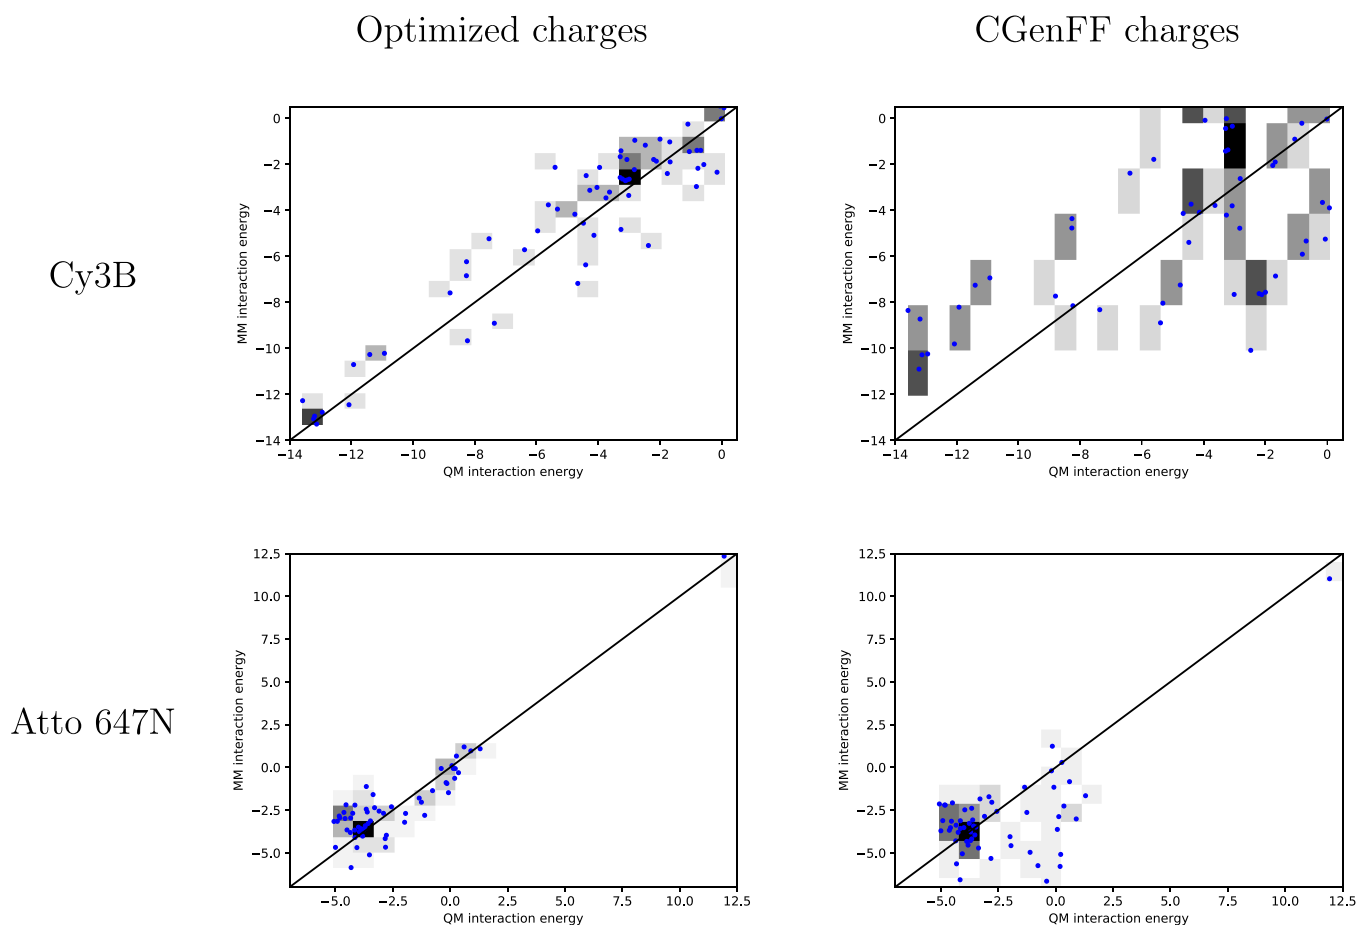 Optimized charges
CGenFF charges
Cy3B
0
−2
−4
−6
−8
−10
−12
−14
−14 −12 −10 −8 −6 −4 −2 0
QM interaction energy
MM interaction energy
0
−2
−4
−6
−8
−10
−12
−14
−14 −12 −10 −8 −6 −4 −2 0
QM interaction energy
MM interaction energy
Atto 647N
12.5
10.0
7.5
5.0
2.5
0.0
−2.5
−5.0
−5.0 −2.5 0.0 2.5 5.0 7.5 10.0 12.5
QM interaction energy
MM interaction energy
12.5
10.0
7.5
5.0
2.5
0.0
−2.5
−5.0
−5.0 −2.5 0.0 2.5 5.0 7.5 10.0 12.5
QM interaction energy
MM interaction energy